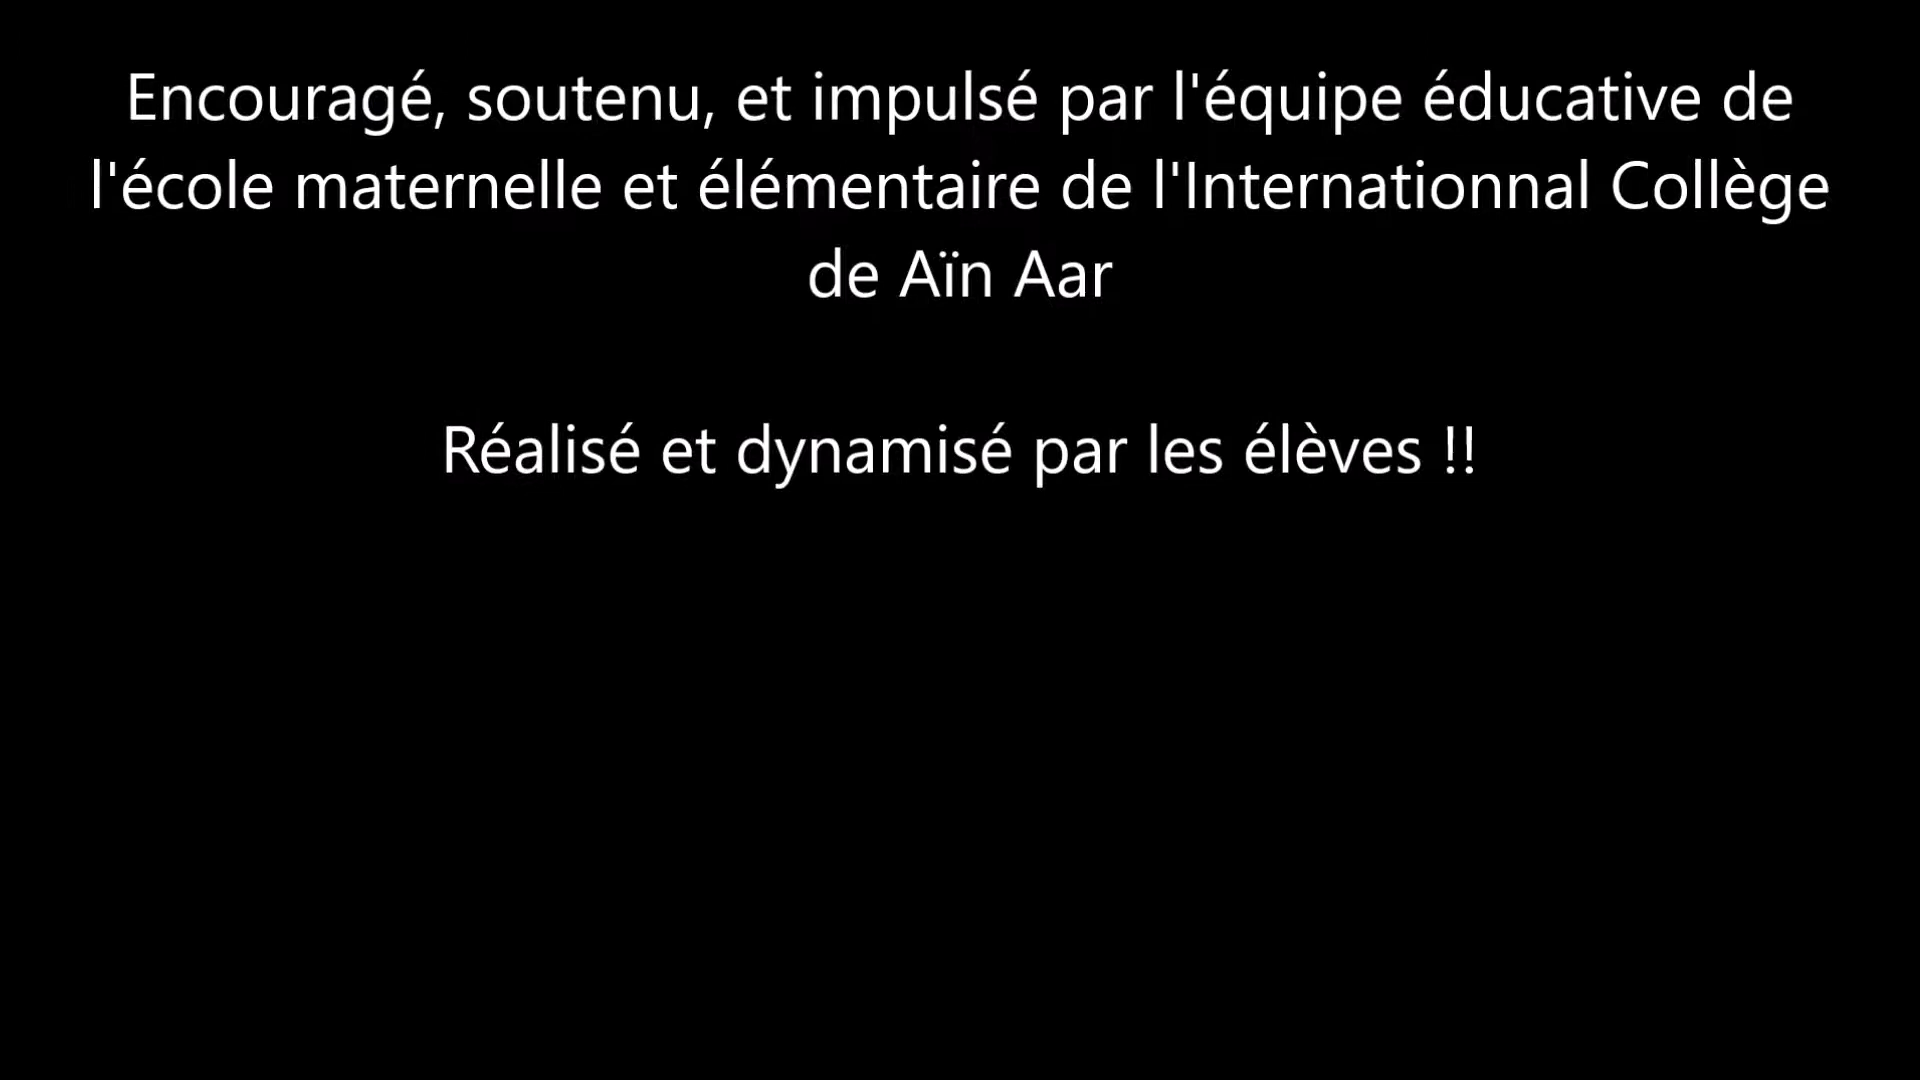 Encouragé, soutenu, et impulsé par l'équipe éducative de
l'école maternelle et élémentaire de l'Internationnal Collège
de Aïn Aar
Réalisé et dynamisé par les élèves !!